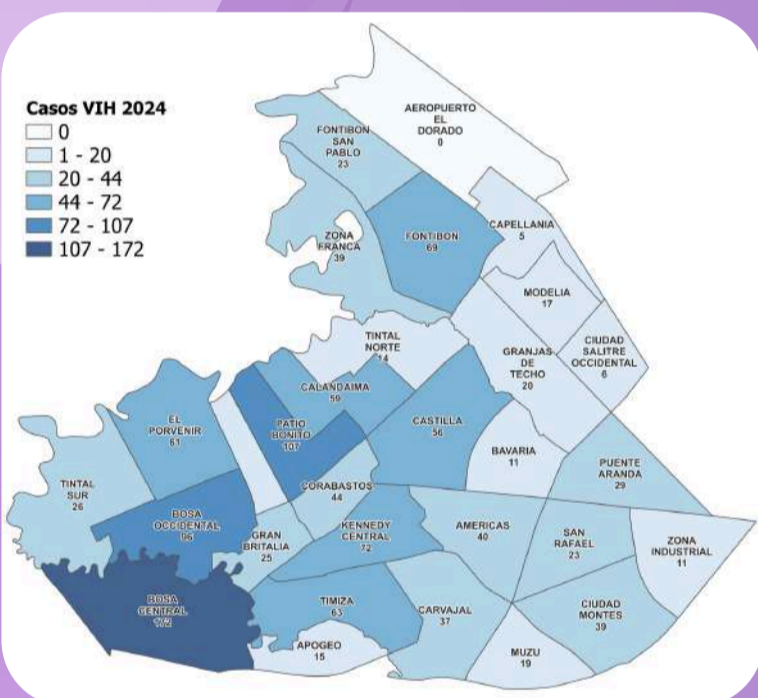 Casos VIH 2024
0
1 - 20
20 - 44
44 - 72
72 - 107
107 - 172
AEROPUERTO
EL
DORADO
0
FONTIBON
SAN
PABLO
23
CAPELLANIA
5
ZONA
FRANCA
39
FONTIBON
69
MODELIA
17
TINTAL
NORTE
14
GRANJAS
DE
TECHO
20
CIUDAD
SALITRE
OCCIDENTAL
6
CALANDAIMA
59
EL
PORVENIR
61
PATIO
BONITO
107
CASTILLA
56
BAVARIA
11
PUENTE
ARANDA
29
TINTAL
SUR
26
CORABASTOS
44
BOSA
OCCIDENTAL
96
GRAN
BRITALIA
25
KENNEDY
CENTRAL
72
AMERICAS
40
SAN
RAFAEL
23
ZONA
INDUSTRIAL
11
BOSA
CENTRAL
172
TIMIZA
63
CARVAJAL
37
CIUDAD
MONTES
39
APOGEO
15
MUZU
19